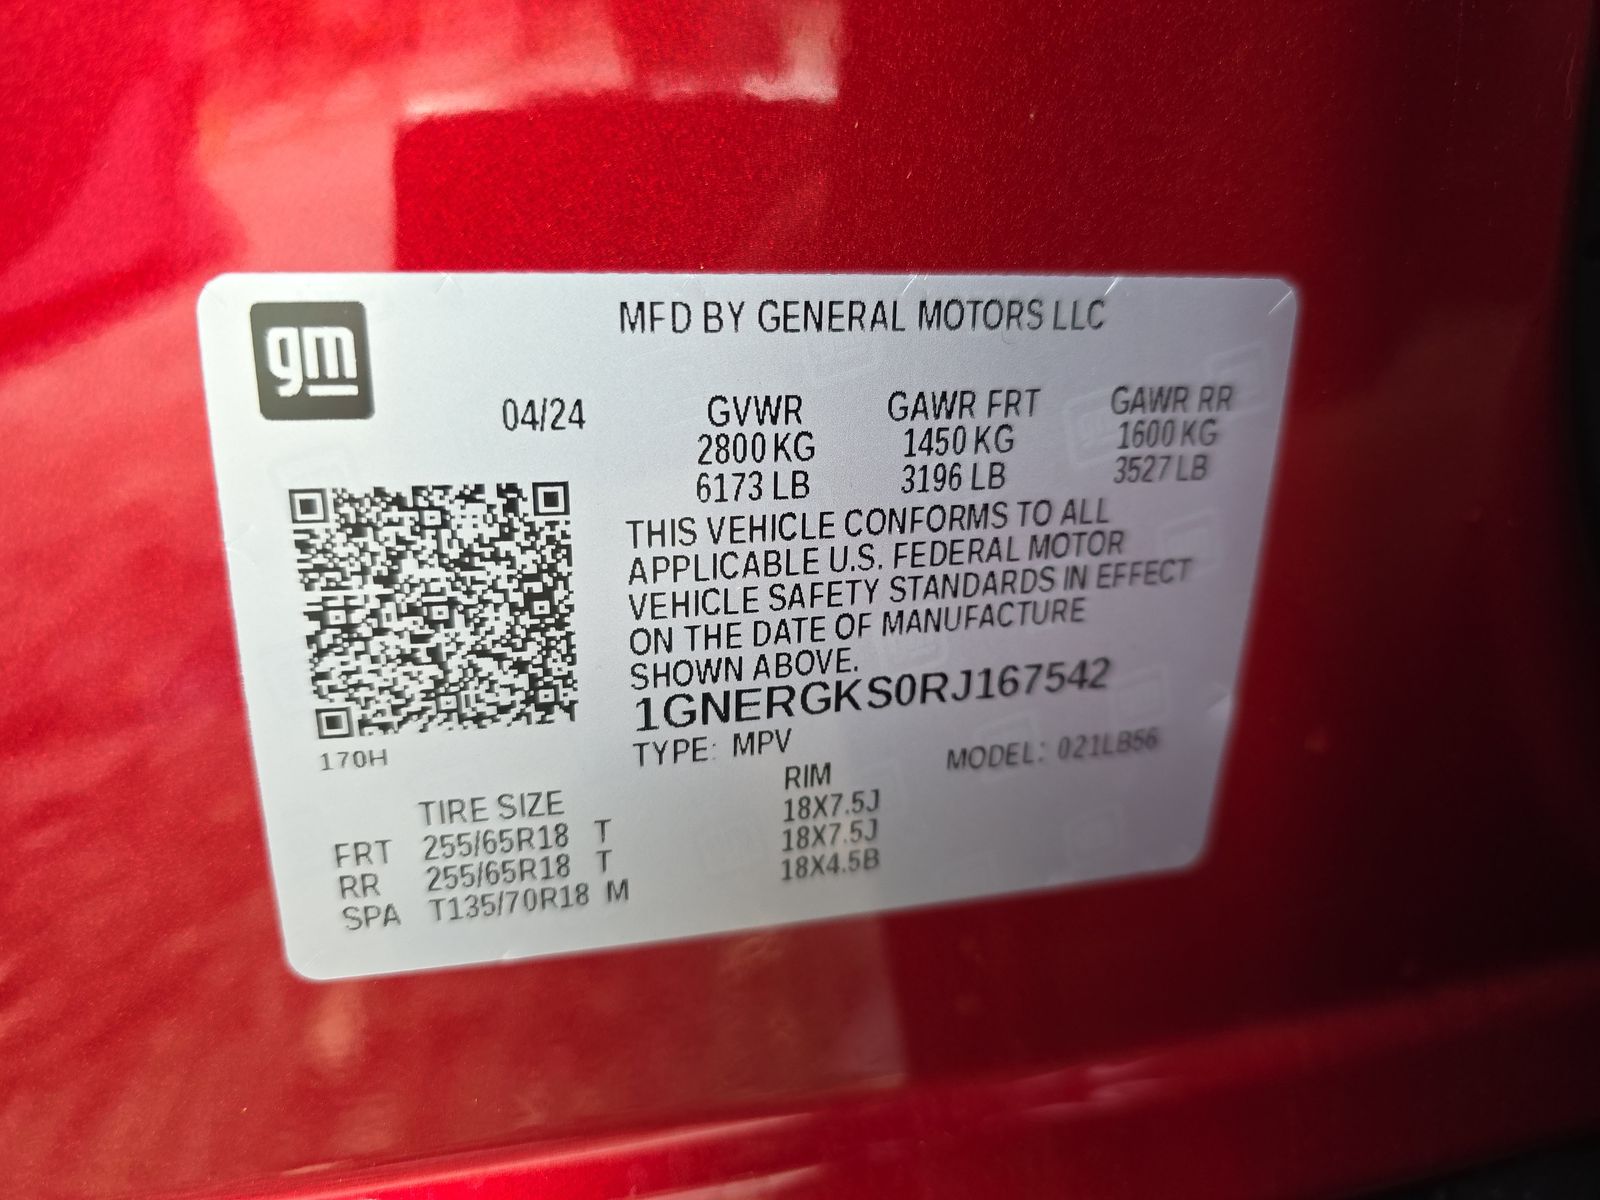 gm
MFD BY GENERAL MOTORS LLC
04/24
GVWR GAWR FRT GAWR RR
2800 KG 1450 KG 1600 KG
6173 LB 3196 LB 3527 LB
THIS VEHICLE CONFORMS TO ALL
APPLICABLE U.S. FEDERAL MOTOR
VEHICLE SAFETY STANDARDS IN EFFECT
ON THE DATE OF MANUFACTURE
SHOWN ABOVE.
1GNERGKS0RJ167542
170H
TYPE: MPV MODEL: 021LB56
TIRE SIZE RIM
FRT 255/65R18 T 18X7.5J
RR 255/65R18 T 18X7.5J
SPA T135/70R18 M 18X4.5B